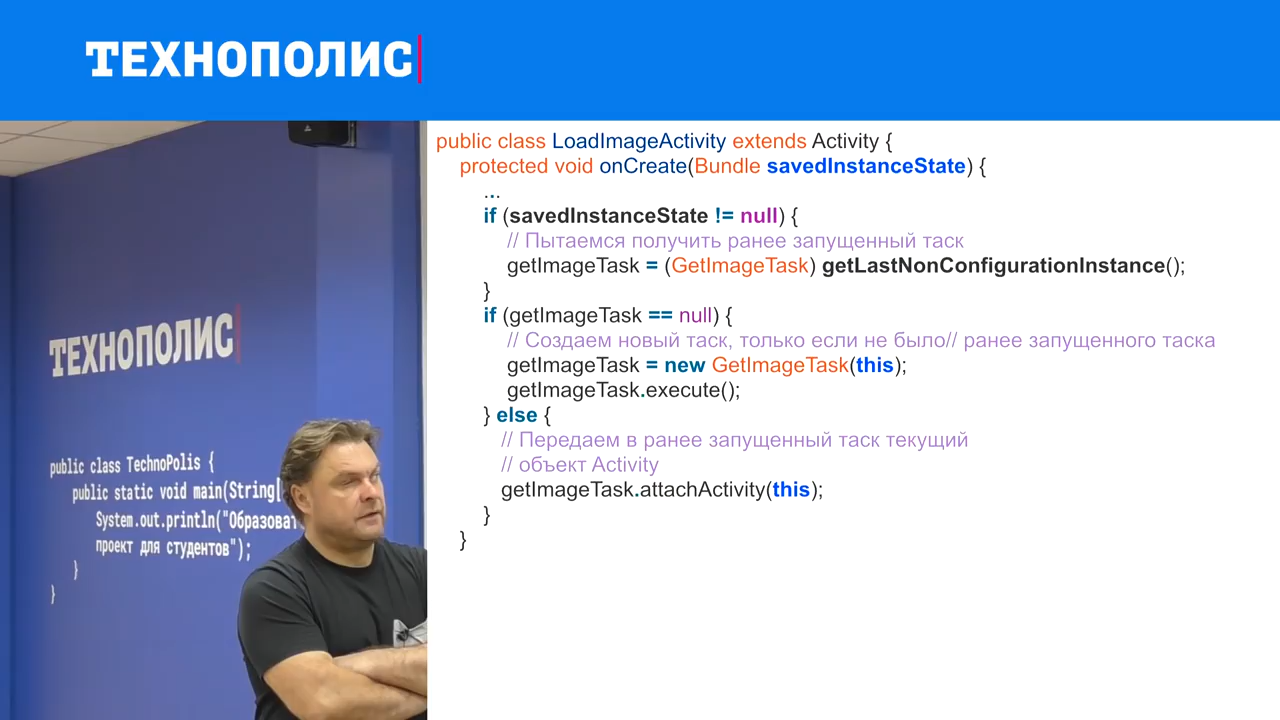 ТЕХНОПОЛИС
public class LoadImageActivity extends Activity {
protected void onCreate(Bundle savedInstanceState) {
...
if (savedInstanceState != null) {
// Пытаемся получить ранее запущенный таск
getImageTask = (GetImageTask) getLastNonConfigurationInstance();
}
if (getImageTask == null) {
// Создаем новый таск, только если не было// ранее запущенного таска
getImageTask = new GetImageTask(this);
getImageTask.execute();
} else {
// Передаем в ранее запущенный таск текущий
// объект Activity
getImageTask.attachActivity(this);
}
}
ТЕХНОПОЛИС
public class TechnoPolis {
public static void main(String[
System.out.println("Образоват
проект для студентов");
}
}